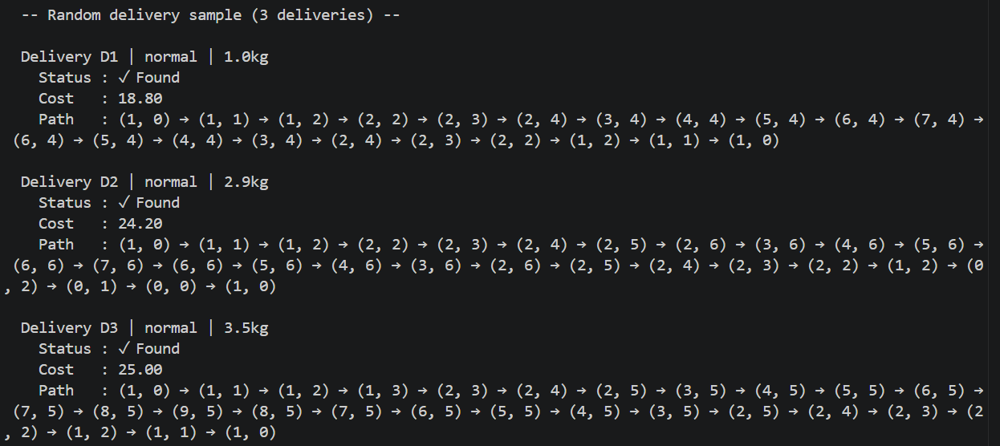 -- Random delivery sample (3 deliveries) --
Delivery D1 | normal | 1.0kg
Status : ✓ Found
Cost   : 18.80
Path   : (1, 0) → (1, 1) → (1, 2) → (2, 2) → (2, 3) → (2, 4) → (3, 4) → (4, 4) → (5, 4) → (6, 4) → (7, 4) →
(6, 4) → (5, 4) → (4, 4) → (3, 4) → (2, 4) → (2, 3) → (2, 2) → (1, 2) → (1, 1) → (1, 0)
Delivery D2 | normal | 2.9kg
Status : ✓ Found
Cost   : 24.20
Path   : (1, 0) → (1, 1) → (1, 2) → (2, 2) → (2, 3) → (2, 4) → (2, 5) → (2, 6) → (3, 6) → (4, 6) → (5, 6) →
(6, 6) → (7, 6) → (6, 6) → (5, 6) → (4, 6) → (3, 6) → (2, 6) → (2, 5) → (2, 4) → (2, 3) → (2, 2) → (1, 2) → (0
, 2) → (0, 1) → (0, 0) → (1, 0)
Delivery D3 | normal | 3.5kg
Status : ✓ Found
Cost   : 25.00
Path   : (1, 0) → (1, 1) → (1, 2) → (1, 3) → (2, 3) → (2, 4) → (2, 5) → (3, 5) → (4, 5) → (5, 5) → (6, 5) →
(7, 5) → (8, 5) → (9, 5) → (8, 5) → (7, 5) → (6, 5) → (5, 5) → (4, 5) → (3, 5) → (2, 5) → (2, 4) → (2, 3) → (2
, 2) → (1, 2) → (1, 1) → (1, 0)